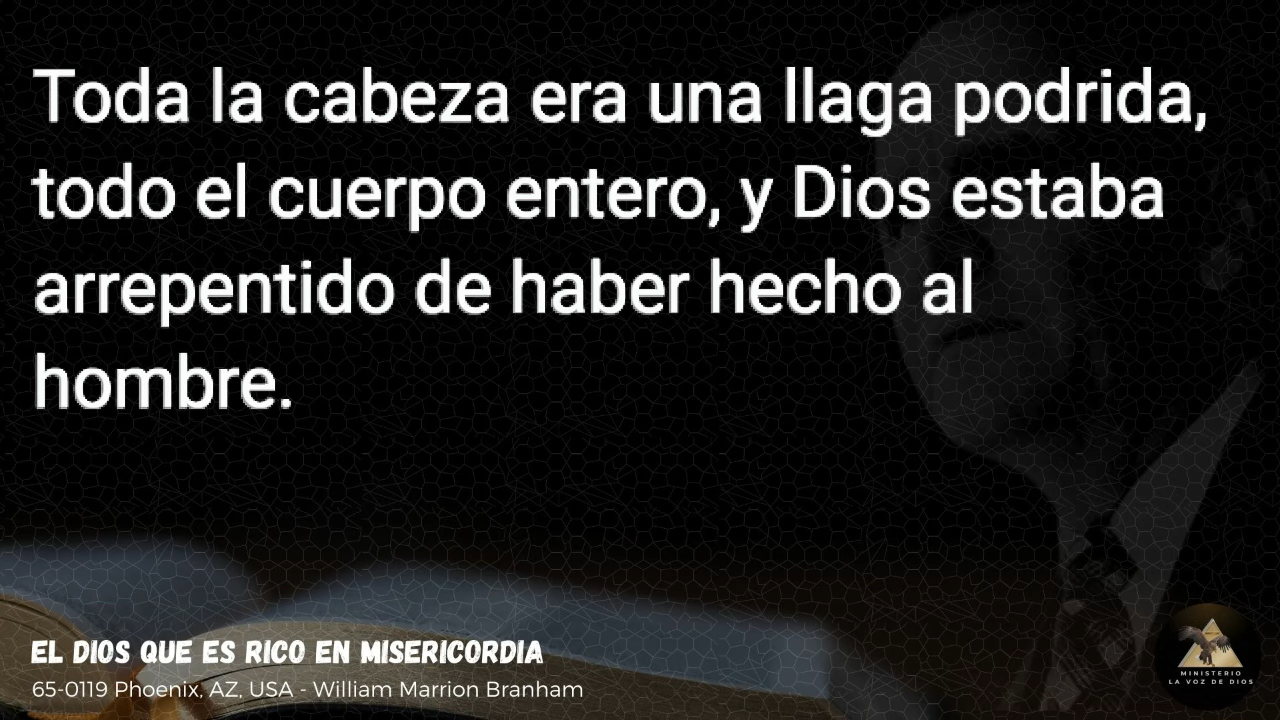 Toda la cabeza era una llaga podrida,
todo el cuerpo entero, y Dios estaba
arrepentido de haber hecho al
hombre.
EL DIOS QUE ES RICO EN MISERICORDIA
65-0119 Phoenix, AZ, USA - William Marrion Branham
MINISTERIO
LA VOZ DE DIOS